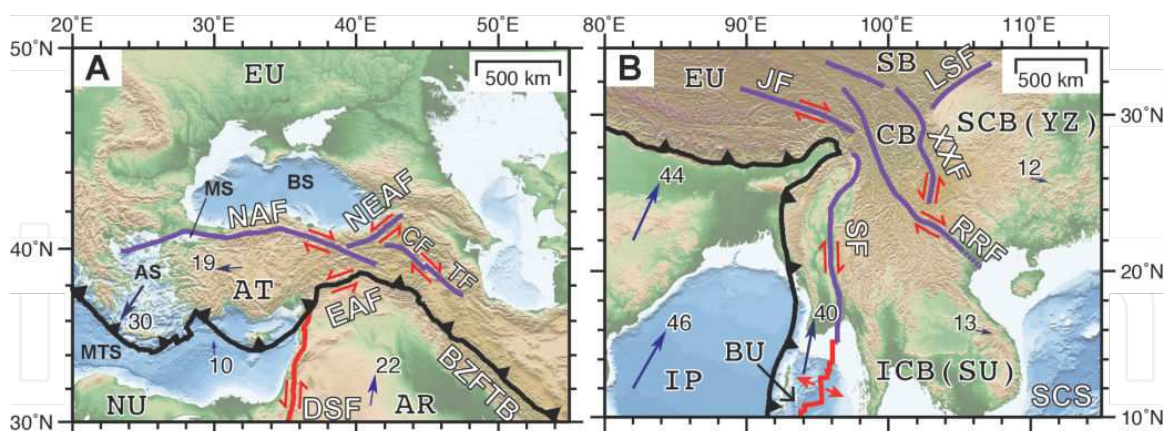 20°E 30°E 40°E 50°E
50°N
40°N
30°N
A
EU
500 km
MS
BS
NAF
NEAF
CF
TF
AS
19
AT
30
EAF
MTS
10
22
BZFTB
NU
DSF
AR
80°E 90°E 100°E 110°E
30°N
20°N
10°N
B
EU
JF
SB
LSF
500 km
CB
XXF
SCB(YZ)
44
12
SF
RRF
46
40
13
BU
IP
ICB(SU)
SCS